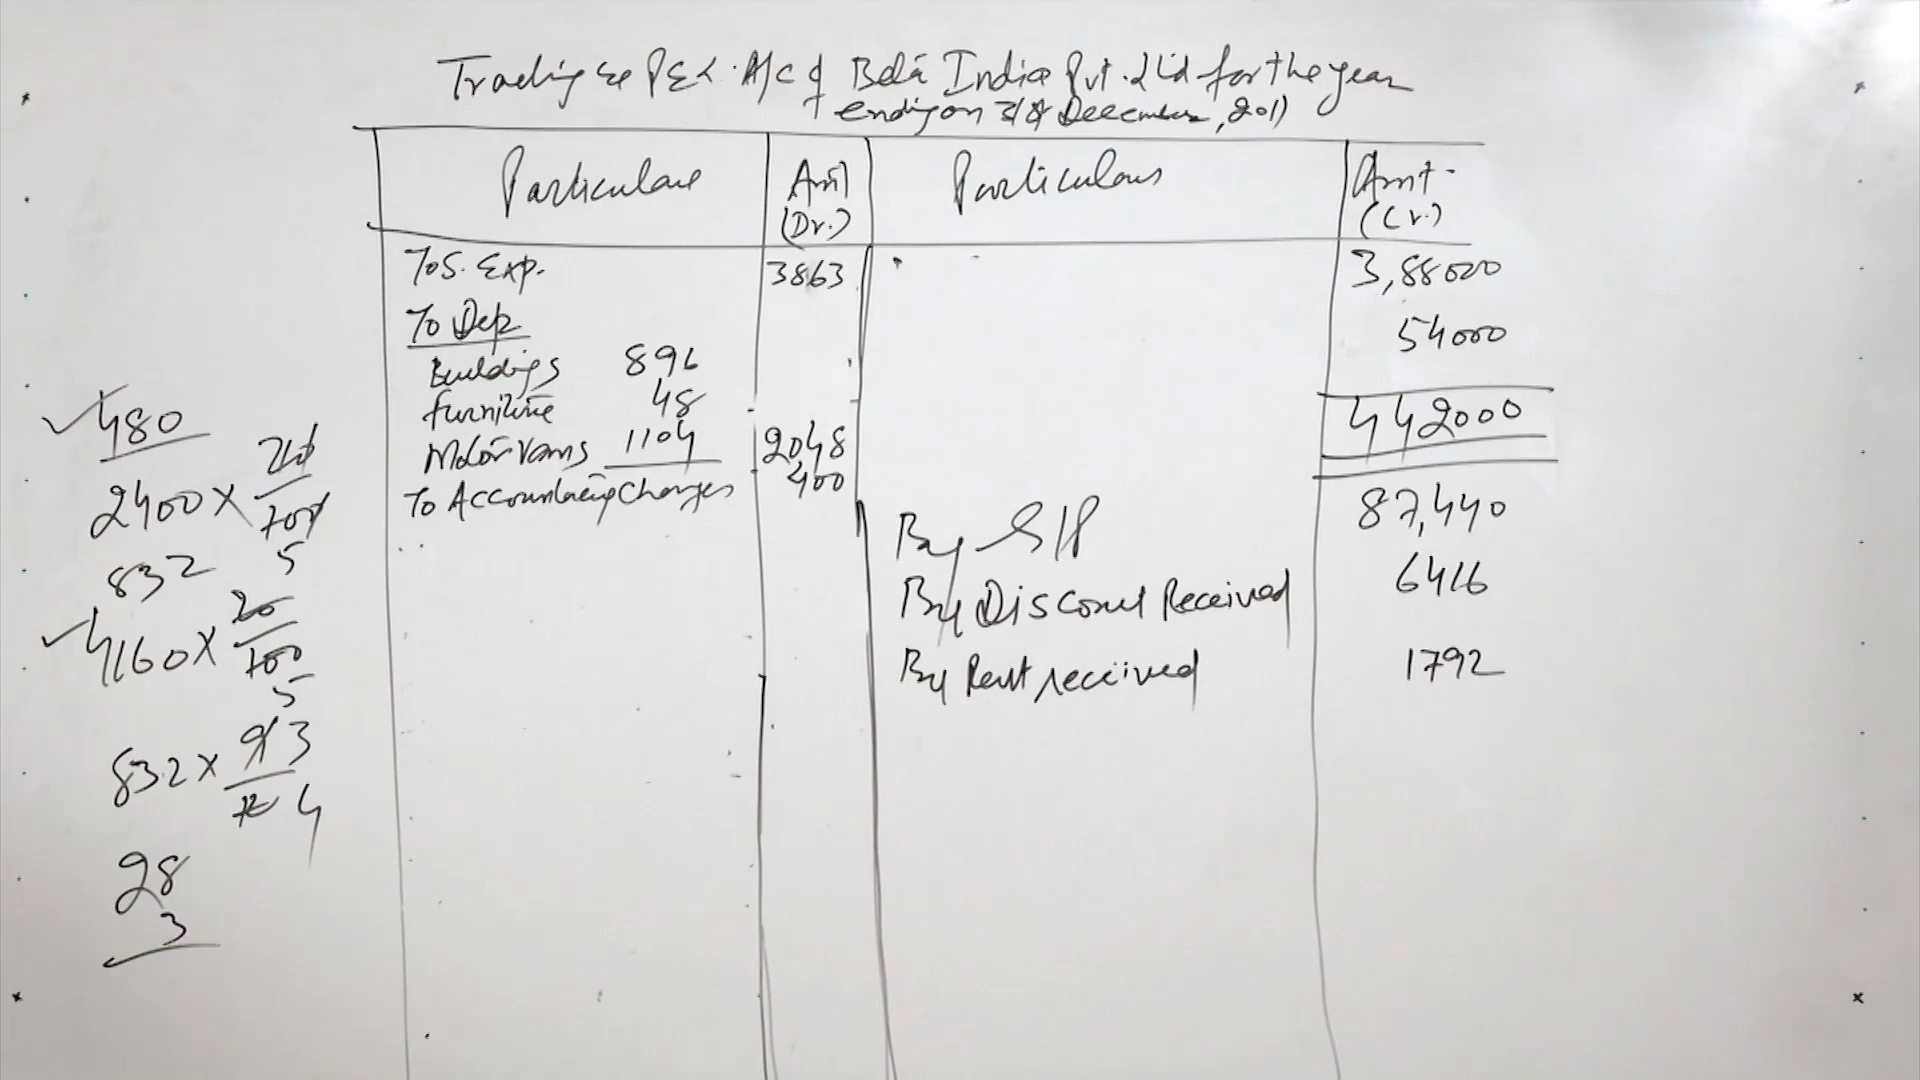 Trading & P&L. A/C of Beta India Pvt. Ltd for the year
ending on 31st December, 2011
Particulars
Amt
(Dr.)
Particulars
Amt.
(Cr.)
To S. Exp.
3863
3,88000
To Dep
54000
Buildings 896
Furniture 48
442000
Motor Vans 1104
2048
To Accountacing Charges
400
87,440
By G/P
By Discount Received
6416
By Rent received
1792
480
2400 × 20
100
832 5
4160 × 20
100
5
832 × 9 3
12 4
28
3